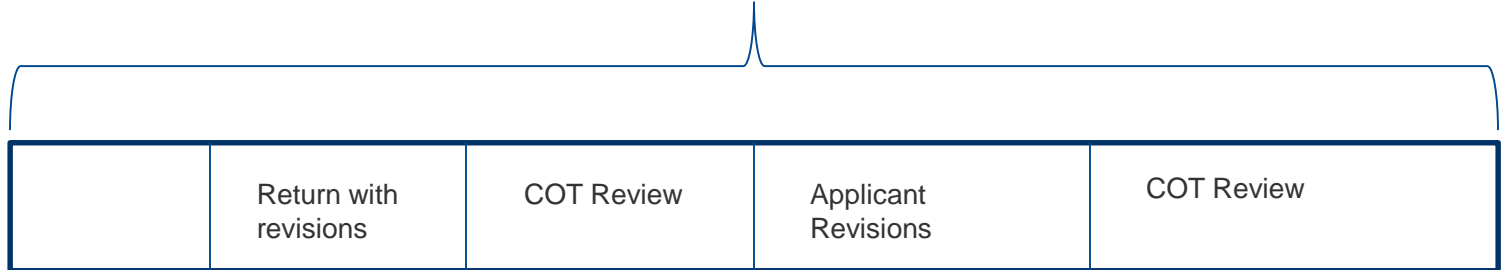 Return with
revisions
COT Review
Applicant
Revisions
COT Review